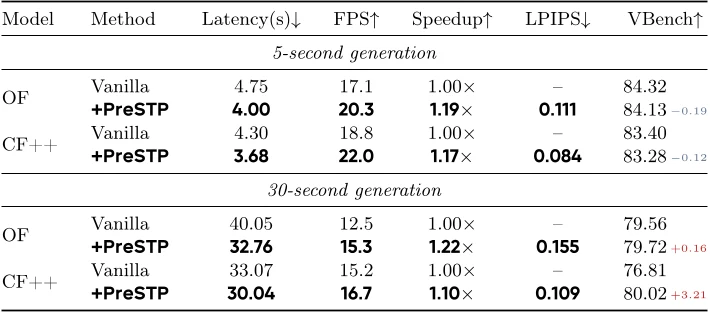 Model Method Latency(s)↓ FPS↑ Speedup↑ LPIPS↓ VBench↑
5-second generation
OF
Vanilla 4.75 17.1 1.00× – 84.32
+PreSTP 4.00 20.3 1.19× 0.111 84.13 −0.19
CF++
Vanilla 4.30 18.8 1.00× – 83.40
+PreSTP 3.68 22.0 1.17× 0.084 83.28 −0.12
30-second generation
OF
Vanilla 40.05 12.5 1.00× – 79.56
+PreSTP 32.76 15.3 1.22× 0.155 79.72 +0.16
CF++
Vanilla 33.07 15.2 1.00× – 76.81
+PreSTP 30.04 16.7 1.10× 0.109 80.02 +3.21